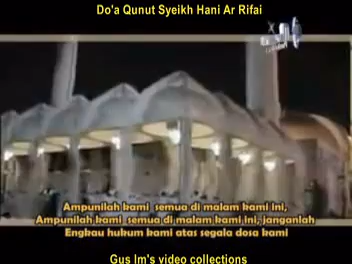 Do'a Qunut Syeikh Hani Ar Rifai
Ampunilah kami semua di malam kami ini,
Ampunilah kami semua di malam kami ini, janganlah
Engkau hukum kami atas segala dosa kami
Gus Im's video collections